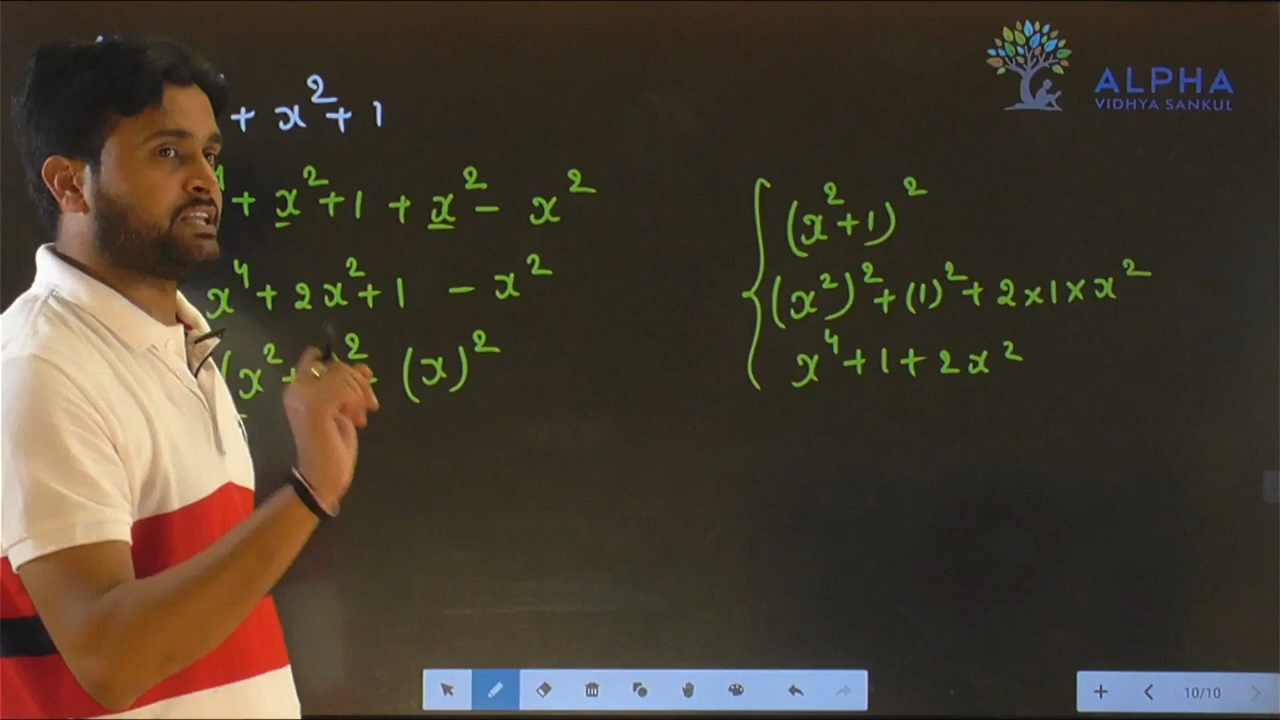 + x² + 1
+ x² + 1 + x² - x²
x⁴ + 2x² + 1 - x²
(x² + ² - (x)²
(x² + 1)²
(x²)² + (1)² + 2 × 1 × x²
x⁴ + 1 + 2x²
ALPHA
VIDHYA SANKUL
10/10